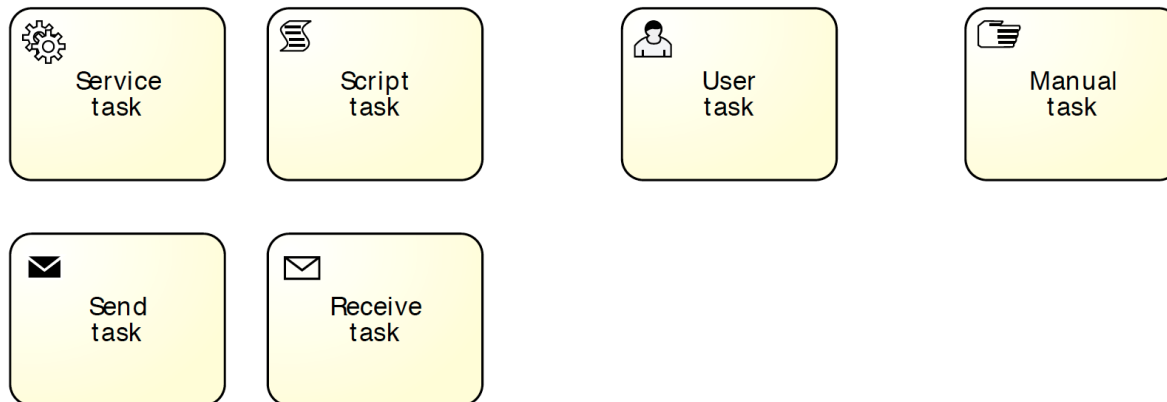 Service
task
Script
task
User
task
Manual
task
Send
task
Receive
task